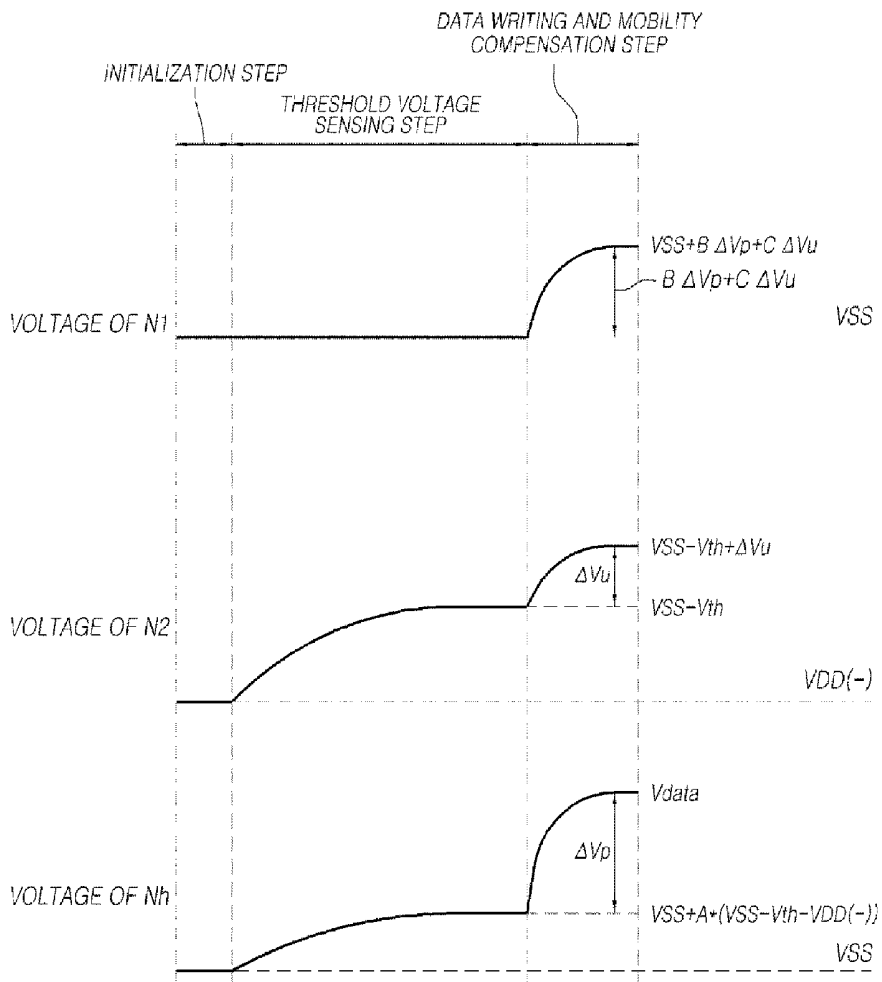 DATA WRITING AND MOBILITY
COMPENSATION STEP
INITIALIZATION STEP
THRESHOLD VOLTAGE
SENSING STEP
VSS+B ΔVp+C ΔVu
B ΔVp+C ΔVu
VOLTAGE OF N1
VSS
VSS-Vth+ΔVu
ΔVu
VSS-Vth
VOLTAGE OF N2
VDD(-)
Vdata
ΔVp
VOLTAGE OF Nh
VSS+A*(VSS-Vth-VDD(-))
VSS